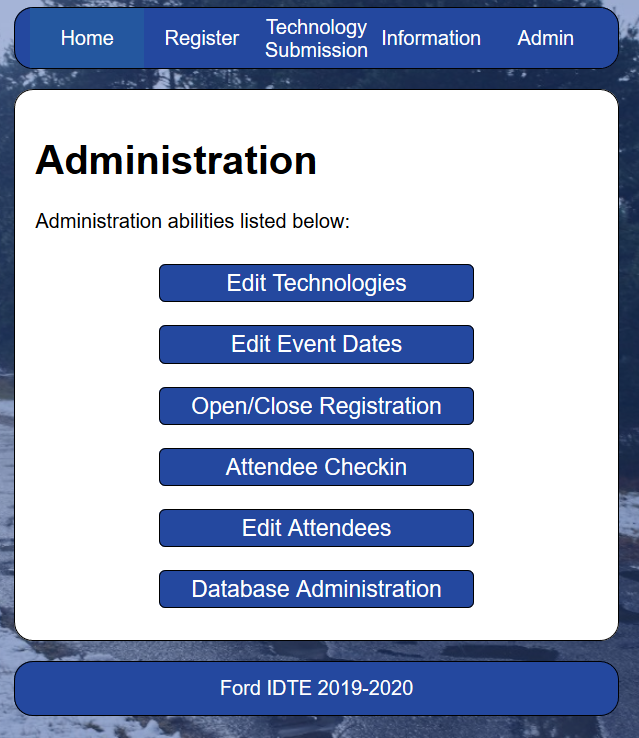 Home
Register
Technology
Submission
Information
Admin
Administration
Administration abilities listed below:
Edit Technologies
Edit Event Dates
Open/Close Registration
Attendee Checkin
Edit Attendees
Database Administration
Ford IDTE 2019-2020